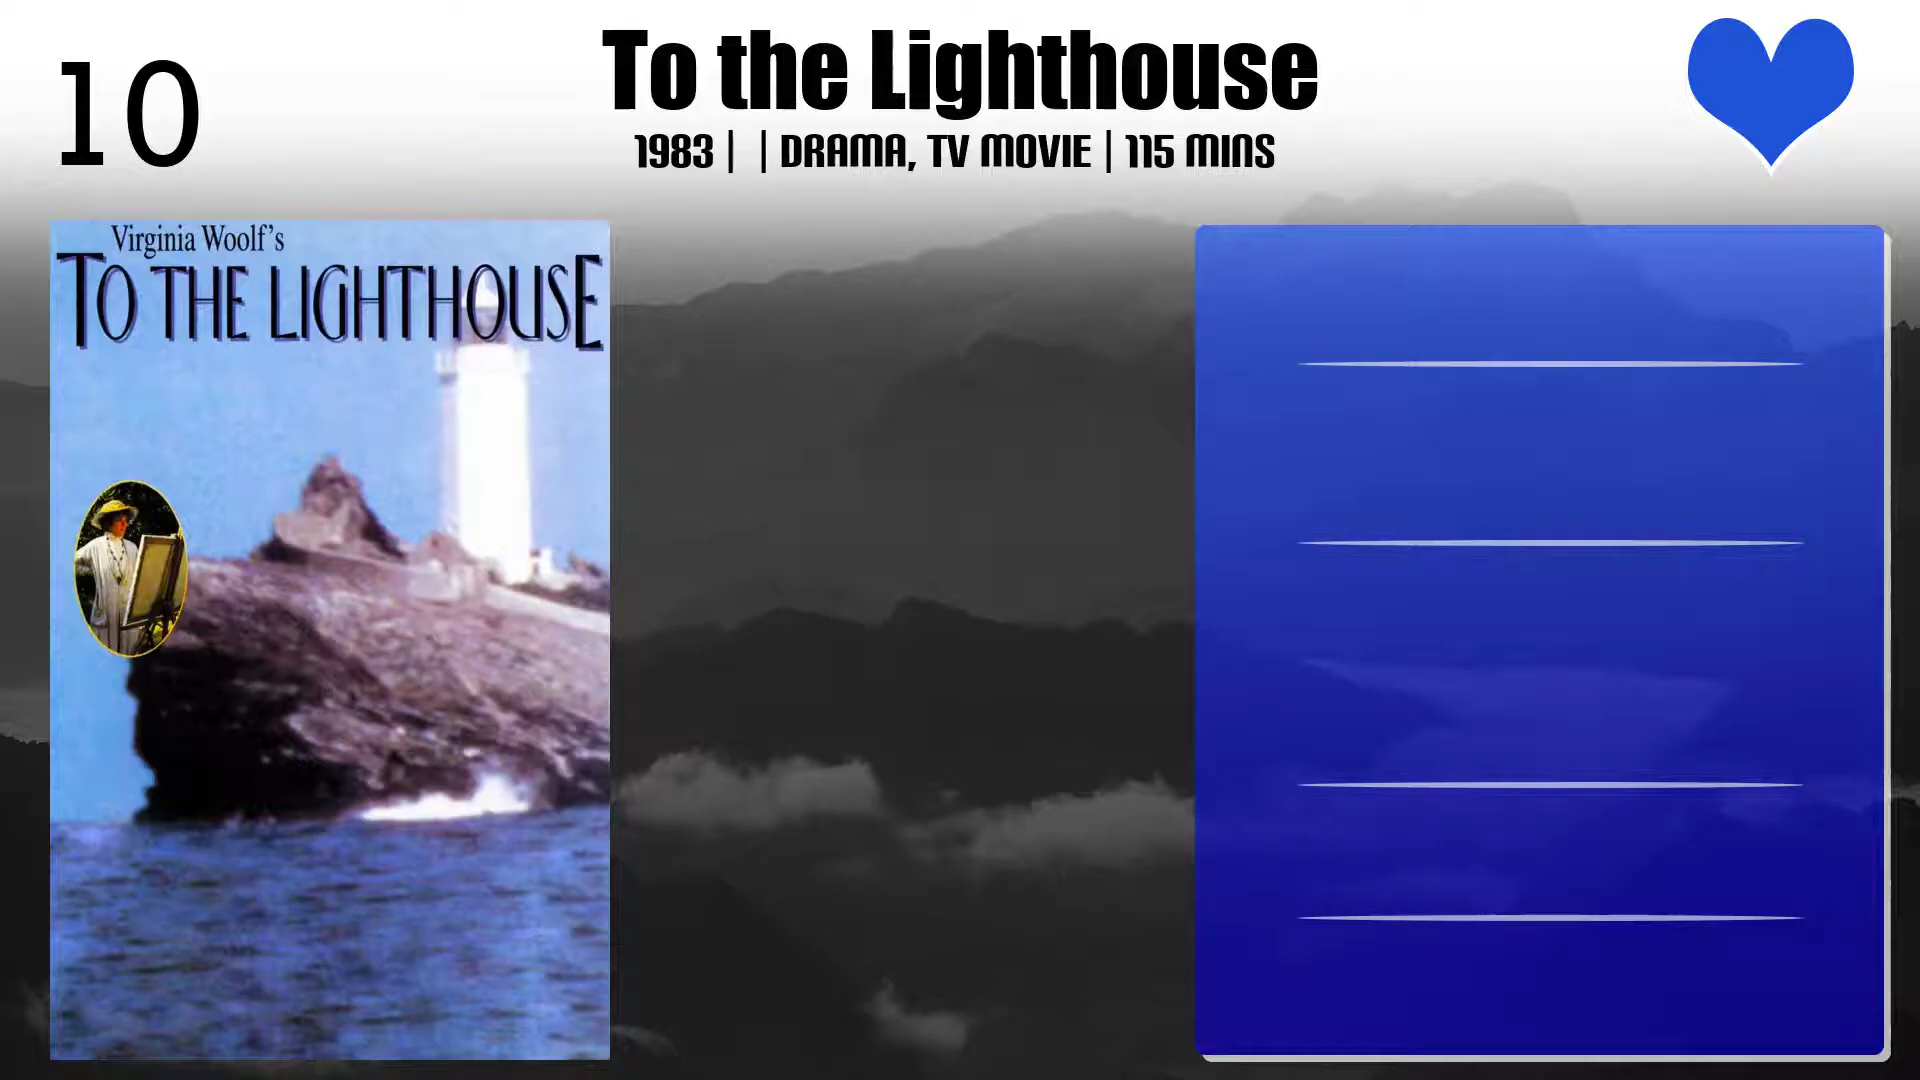 10
To the Lighthouse
1983 | | DRAMA, TV MOVIE | 115 MINS
Virginia Woolf's
TO THE LIGHTHOUSE